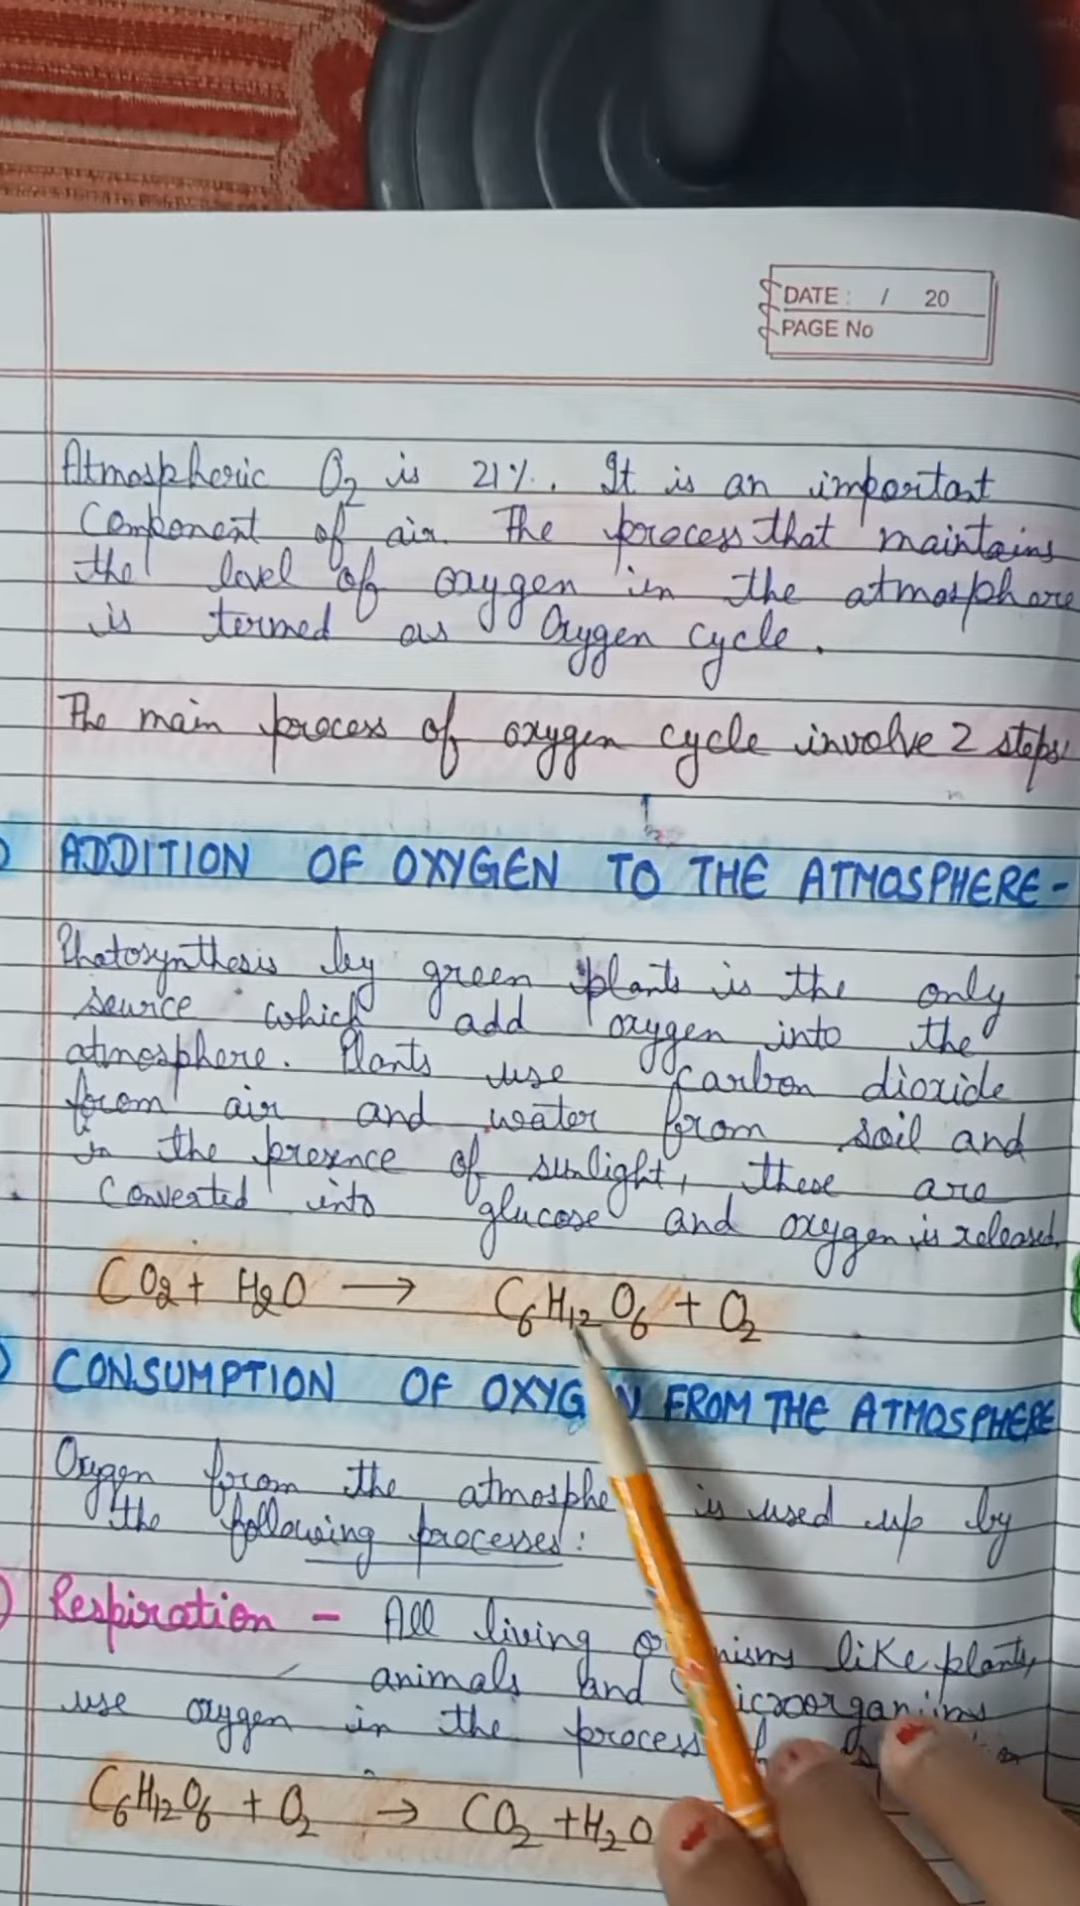 DATE : / 20
PAGE No
Atmospheric O₂ is 21%. It is an important
Component of air. The process that maintains
the level of oxygen in the atmosphere
is termed as Oxygen cycle.
The main process of oxygen cycle involve 2 steps:
ADDITION OF OXYGEN TO THE ATMOSPHERE-
Photosynthesis by green plants is the only
source which add oxygen into the
atmosphere. Plants use carbon dioxide
from air and water from soil and
in the presence of sunlight, these are
Converted into glucose and oxygen is released.
CO₂ + H₂O → C₆H₁₂O₆ + O₂
CONSUMPTION OF OXYG N FROM THE ATMOSPHERE
Oxygen from the atmosphe is used up by
the following processes:
Respiration - All living nisms like plants,
animals and icroorganisms
use oxygen in the process
C₆H₁₂O₆ + O₂ → CO₂ + H₂O